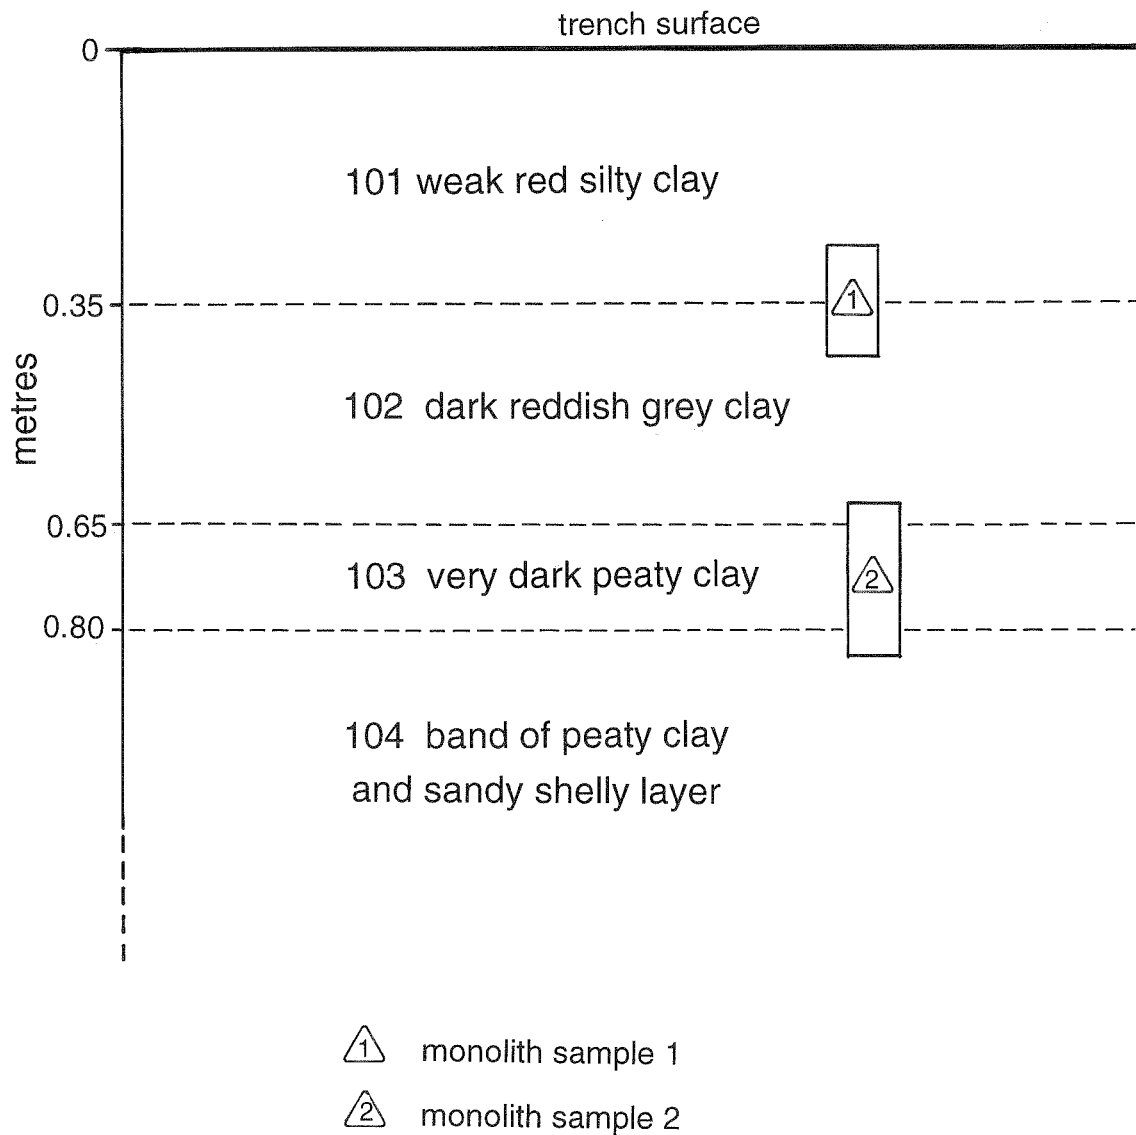 trench surface
0
101 weak red silty clay
0.35
1
metres
102 dark reddish grey clay
0.65
103 very dark peaty clay
2
0.80
104 band of peaty clay
and sandy shelly layer
1 monolith sample 1
2 monolith sample 2